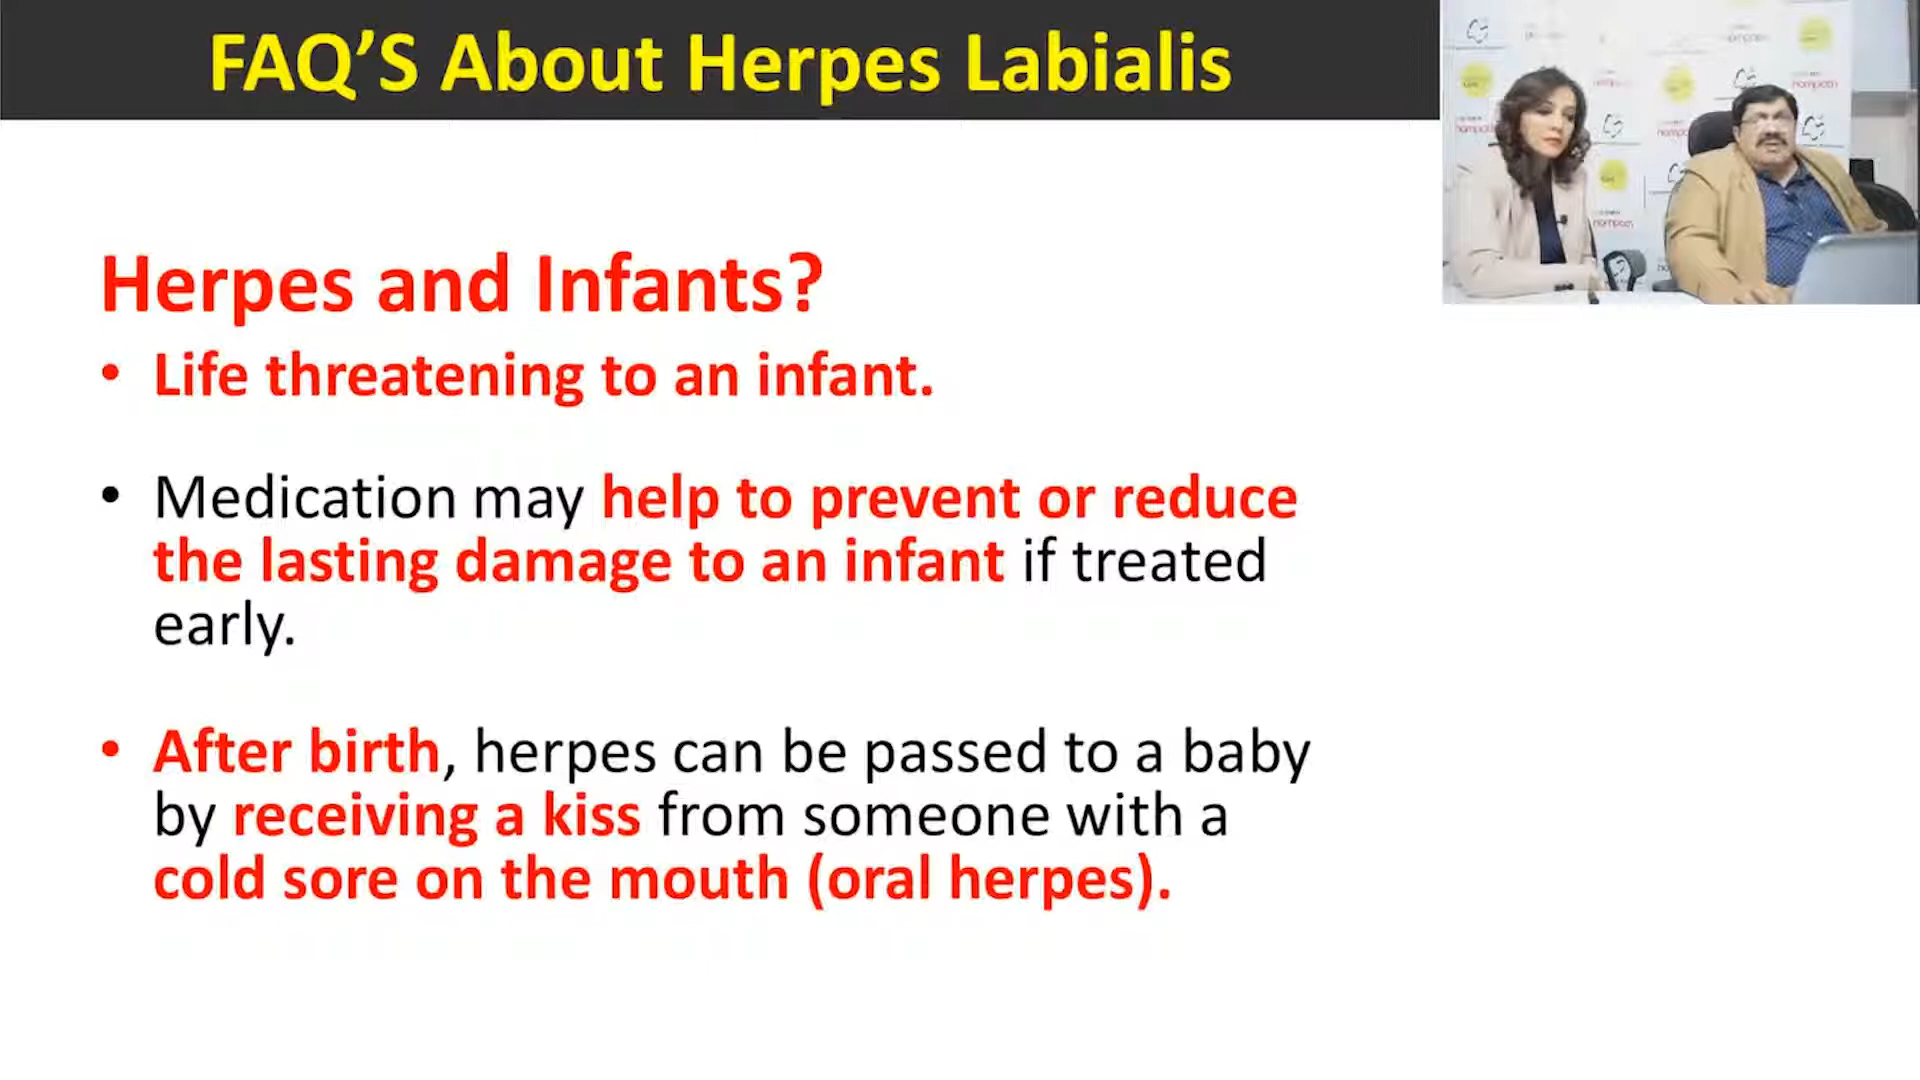 FAQ’S About Herpes Labialis
Herpes and Infants?
• Life threatening to an infant.
• Medication may help to prevent or reduce
the lasting damage to an infant if treated
early.
• After birth, herpes can be passed to a baby
by receiving a kiss from someone with a
cold sore on the mouth (oral herpes).